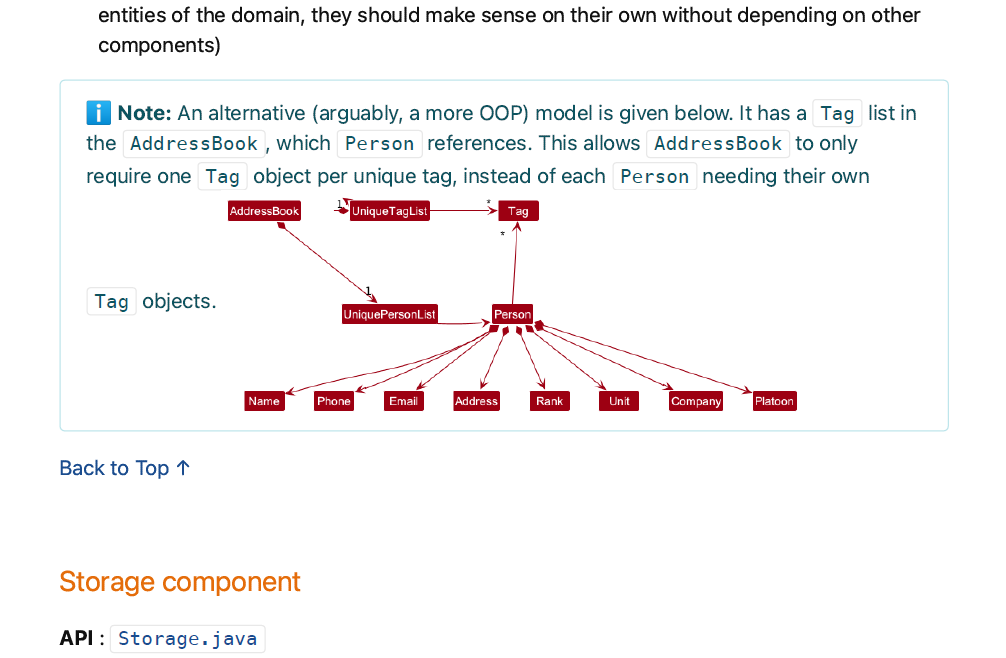 entities of the domain, they should make sense on their own without depending on other
components)
ℹ️ Note: An alternative (arguably, a more OOP) model is given below. It has a Tag list in
the AddressBook, which Person references. This allows AddressBook to only
require one Tag object per unique tag, instead of each Person needing their own
AddressBook 1 UniqueTagList * Tag
*
1
Tag objects.
UniquePersonList Person
Name Phone Email Address Rank Unit Company Platoon
Back to Top ↑
Storage component
API : Storage.java